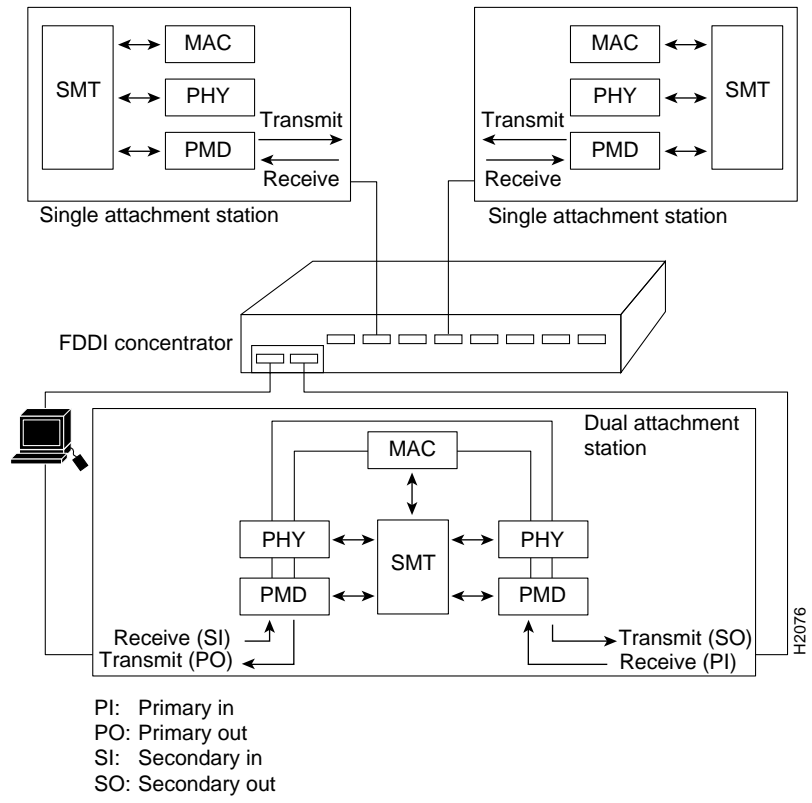 MAC
SMT
PHY
Transmit
PMD
Receive
Single attachment station
MAC
PHY
SMT
Transmit
PMD
Receive
Single attachment station
FDDI concentrator
Dual attachment
station
MAC
PHY
PHY
SMT
PMD
PMD
Receive (SI)
Transmit (PO)
Transmit (SO)
Receive (PI)
H2076
PI: Primary in
PO: Primary out
SI: Secondary in
SO: Secondary out